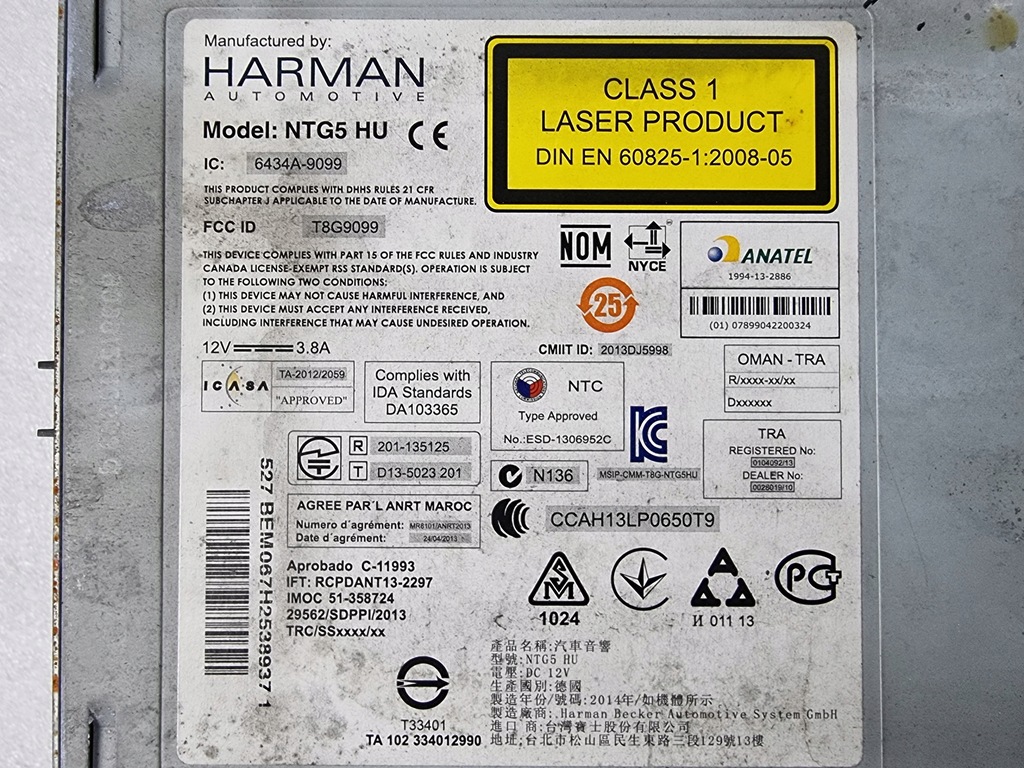 Manufactured by:
HARMAN
AUTOMOTIVE
Model: NTG5 HU CE
IC: 6434A-9099
THIS PRODUCT COMPLIES WITH DHHS RULES 21 CFR
SUBCHAPTER J APPLICABLE TO THE DATE OF MANUFACTURE.
FCC ID T8G9099
THIS DEVICE COMPLIES WITH PART 15 OF THE FCC RULES AND INDUSTRY
CANADA LICENSE-EXEMPT RSS STANDARD(S). OPERATION IS SUBJECT
TO THE FOLLOWING TWO CONDITIONS:
(1) THIS DEVICE MAY NOT CAUSE HARMFUL INTERFERENCE, AND
(2) THIS DEVICE MUST ACCEPT ANY INTERFERENCE RECEIVED,
INCLUDING INTERFERENCE THAT MAY CAUSE UNDESIRED OPERATION.
12V 3.8A
CLASS 1
LASER PRODUCT
DIN EN 60825-1:2008-05
NOM
NYCE
ANATEL
1994-13-2886
(01) 07899042200324
25
CMIIT ID: 2013DJ5998
ICASA
TA-2012/2059
"APPROVED"
Complies with
IDA Standards
DA103365
NTC
Type Approved
No.:ESD-1306952C
OMAN - TRA
R/xxxx-xx/xx
Dxxxxxx
TRA
REGISTERED No:
0104092/13
DEALER No:
0028019/10
MSIP-CMM-T8G-NTG5HU
R 201-135125
T D13-5023 201
N136
AGREE PAR´L ANRT MAROC
Numero d´agrément: MR8101/ANRT2013
Date d´agrément: 24/04/2013
CCAH13LP0650T9
527 BEM067H2538937 1
Aprobado C-11993
IFT: RCPDANT13-2297
IMOC 51-358724
29562/SDPPI/2013
TRC/SSxxxx/xx
1024
И 011 13
T33401
TA 102 334012990
產品名稱:汽車音響
型號:NTG5 HU
電壓:DC 12V
生產國別:德國
製造年份/號碼:2014年/如機體所示
製造廠商: Harman Becker Automotive System GmbH
進口 商:台灣賓士股份有限公司
地址:台北市松山區民生東路三段129號13樓